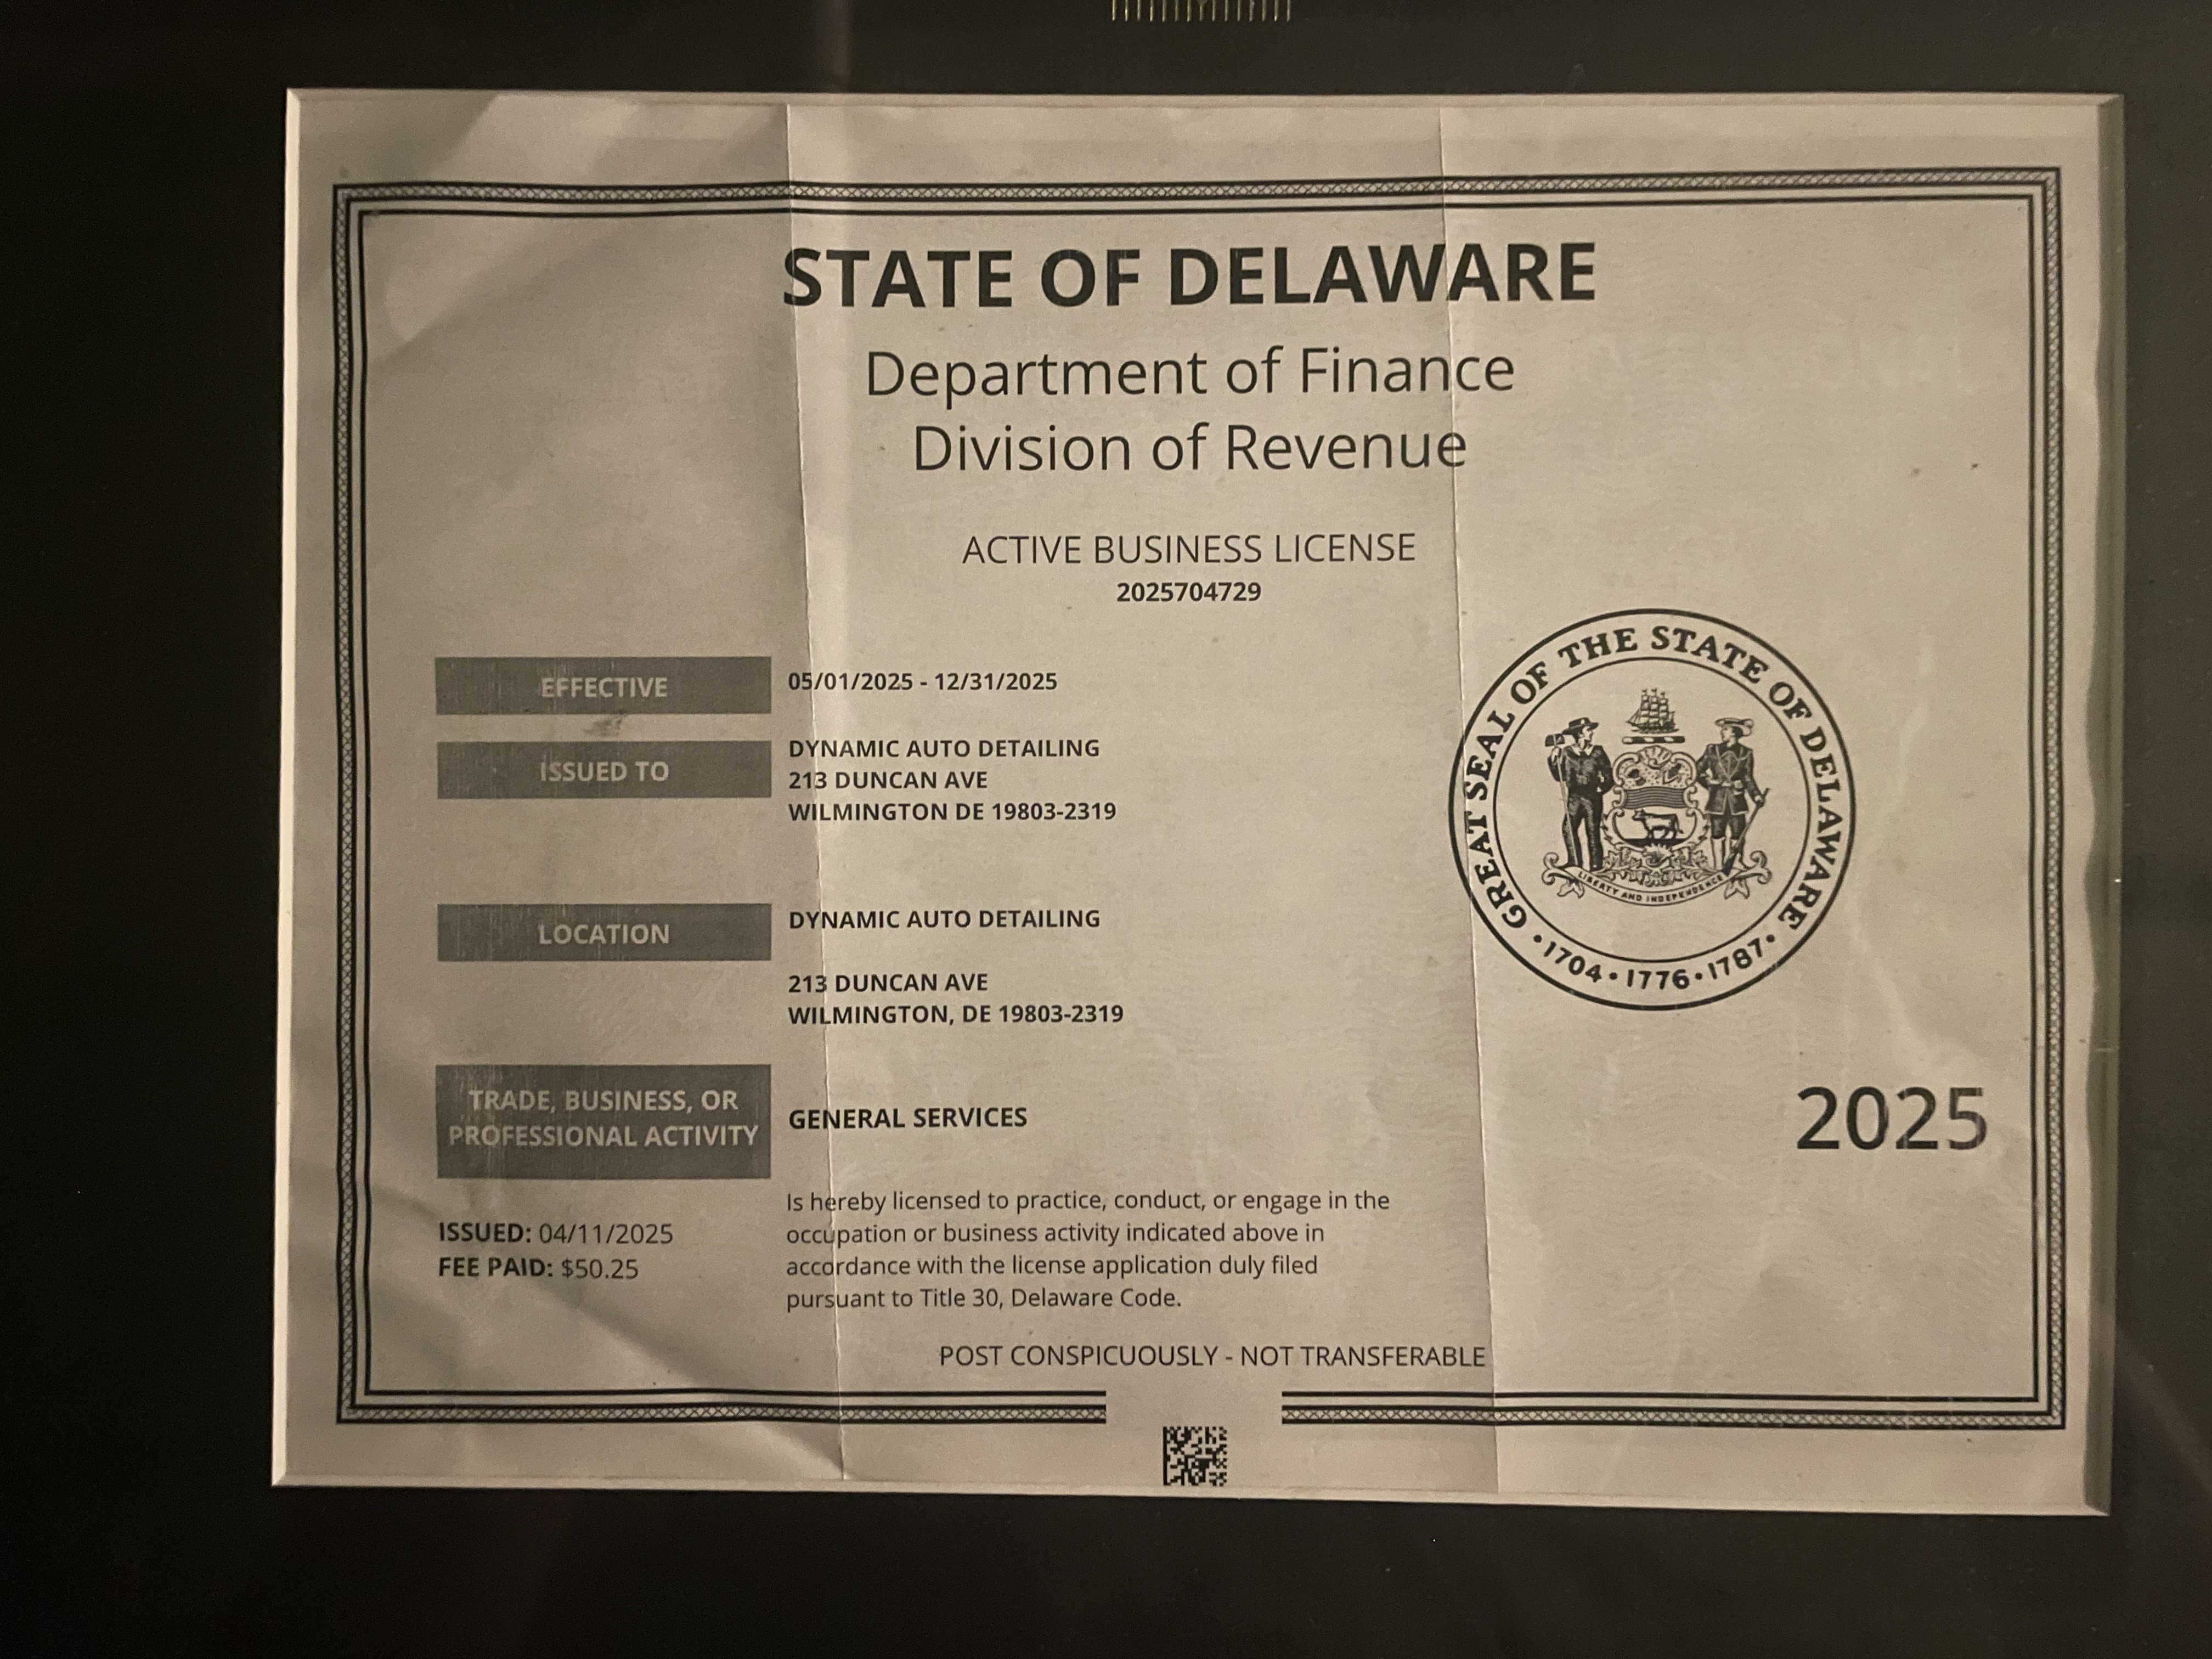 STATE OF DELAWARE
Department of Finance
Division of Revenue
ACTIVE BUSINESS LICENSE
2025704729
EFFECTIVE
05/01/2025 - 12/31/2025
ISSUED TO
DYNAMIC AUTO DETAILING
213 DUNCAN AVE
WILMINGTON DE 19803-2319
LOCATION
DYNAMIC AUTO DETAILING
213 DUNCAN AVE
WILMINGTON, DE 19803-2319
GREAT SEAL OF THE STATE OF DELAWARE
LIBERTY AND INDEPENDENCE
• 1704 • 1776 • 1787 •
TRADE, BUSINESS, OR
PROFESSIONAL ACTIVITY
GENERAL SERVICES
2025
ISSUED: 04/11/2025
FEE PAID: $50.25
Is hereby licensed to practice, conduct, or engage in the
occupation or business activity indicated above in
accordance with the license application duly filed
pursuant to Title 30, Delaware Code.
POST CONSPICUOUSLY - NOT TRANSFERABLE